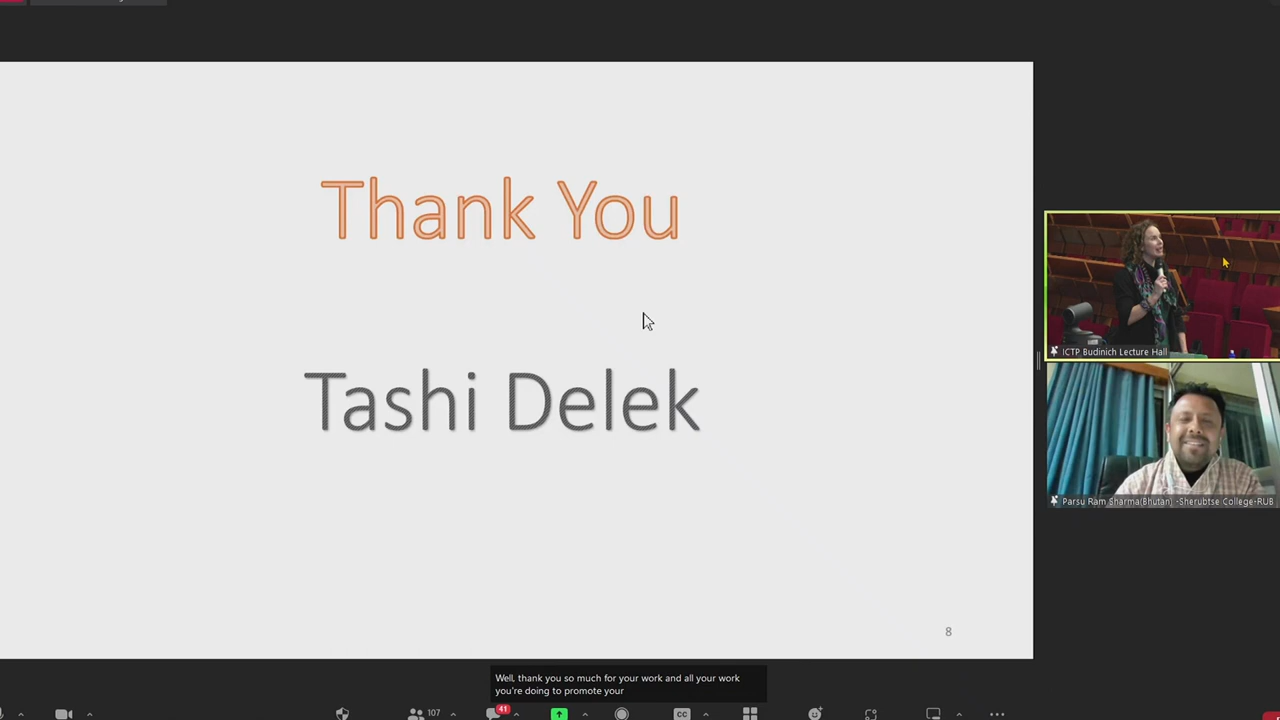 Thank You
Tashi Delek
8
ICTP Budinich Lecture Hall
Parsu Ram Sharma(Bhutan) -Sherubtse College-RUB
Well, thank you so much for your work and all your work
you're doing to promote your
107
41
CC